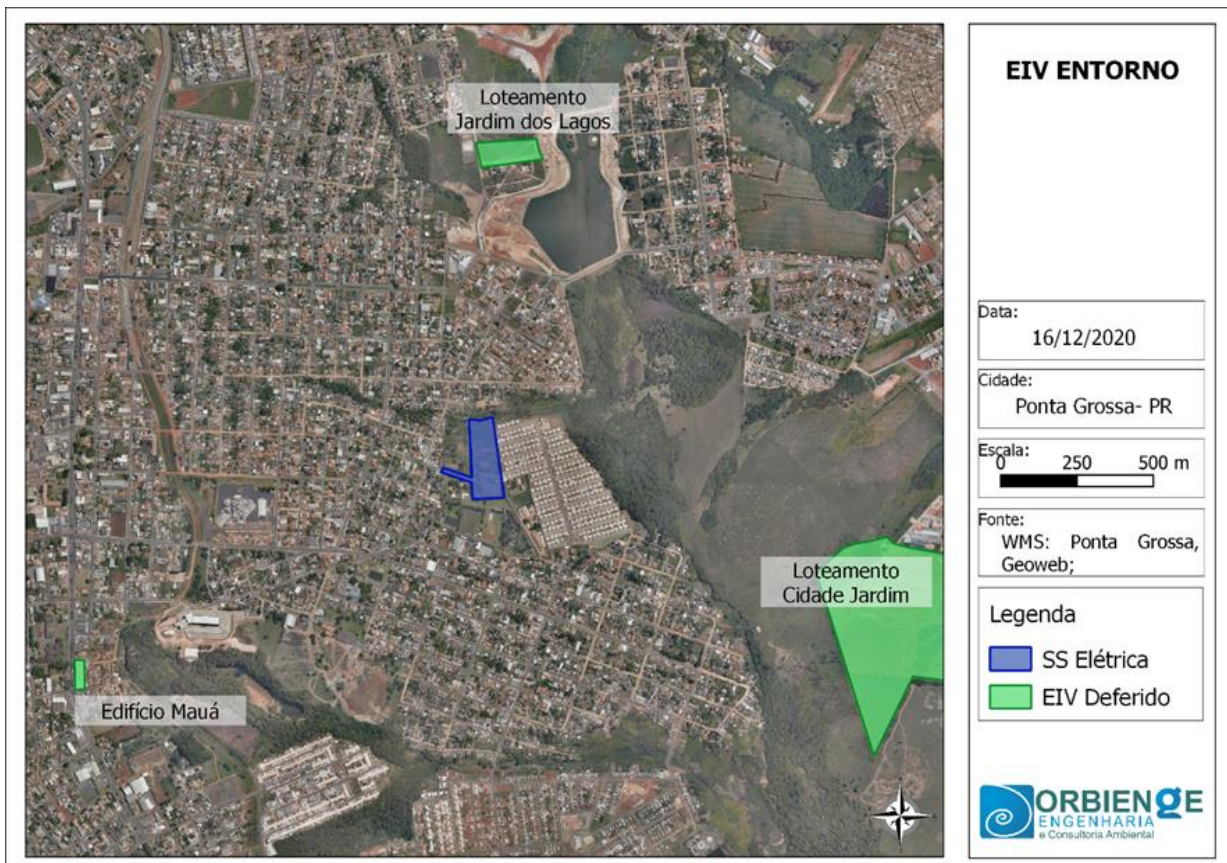 Loteamento
Jardim dos Lagos
Loteamento
Cidade Jardim
Edifício Mauá
EIV ENTORNO
Data:
16/12/2020
Cidade:
Ponta Grossa- PR
Escala:
0 250 500 m
Fonte:
WMS: Ponta Grossa,
Geoweb;
Legenda
SS Elétrica
EIV Deferido
ORBIENGE
ENGENHARIA
e Consultoria Ambiental